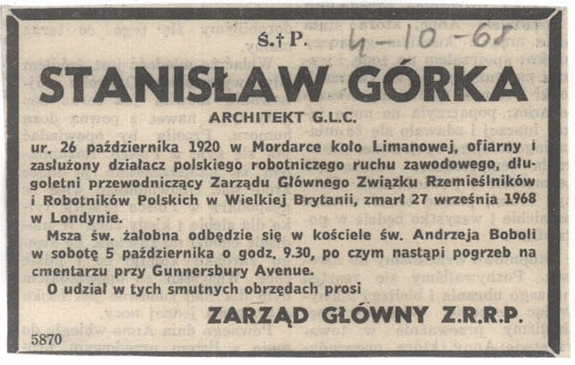 Ś.†P.
4-10-68
STANISŁAW GÓRKA
ARCHITEKT G.L.C.
ur. 26 października 1920 w Mordarce koło Limanowej, ofiarny i
zasłużony działacz polskiego robotniczego ruchu zawodowego, dłu-
goletni przewodniczący Zarządu Głównego Związku Rzemieślników
i Robotników Polskich w Wielkiej Brytanii, zmarł 27 września 1968
w Londynie.
Msza św. żałobna odbędzie się w kościele św. Andrzeja Boboli
w sobotę 5 października o godz. 9.30, po czym nastąpi pogrzeb na
cmentarzu przy Gunnersbury Avenue.
O udział w tych smutnych obrzędach prosi
ZARZĄD GŁÓWNY Z.R.R.P.
5870